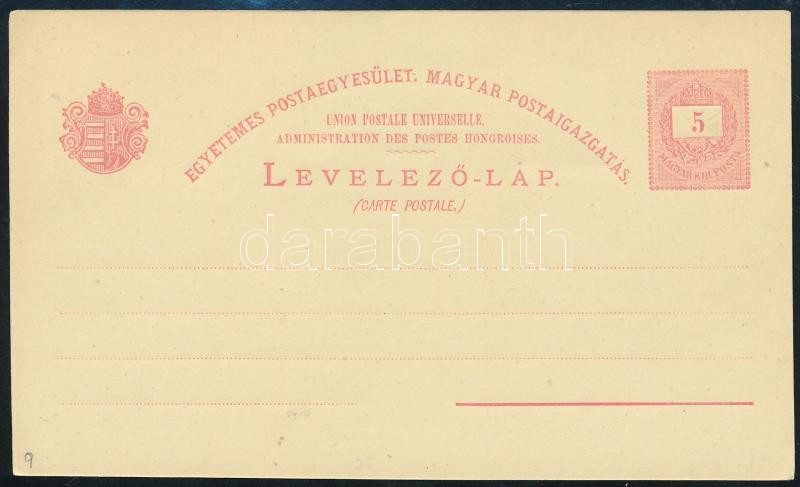 EGYETEMES POSTAEGYESÜLET. MAGYAR POSTAIGAZGATÁS.
UNION POSTALE UNIVERSELLE.
ADMINISTRATION DES POSTES HONGROISES.
LEVELEZŐ-LAP.
(CARTE POSTALE.)
5
MAGYAR KIR. POSTA
darabanth
9